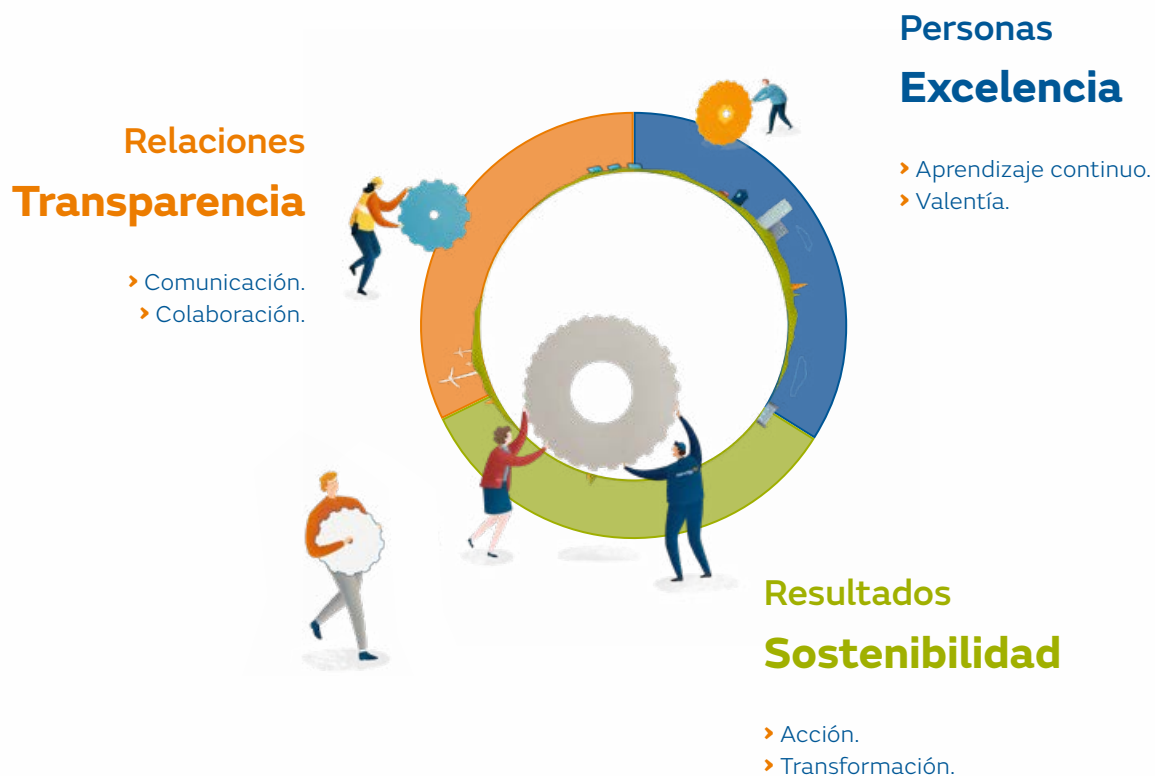 Personas
Excelencia
› Aprendizaje continuo.
› Valentía.
Relaciones
Transparencia
› Comunicación.
› Colaboración.
Resultados
Sostenibilidad
› Acción.
› Transformación.